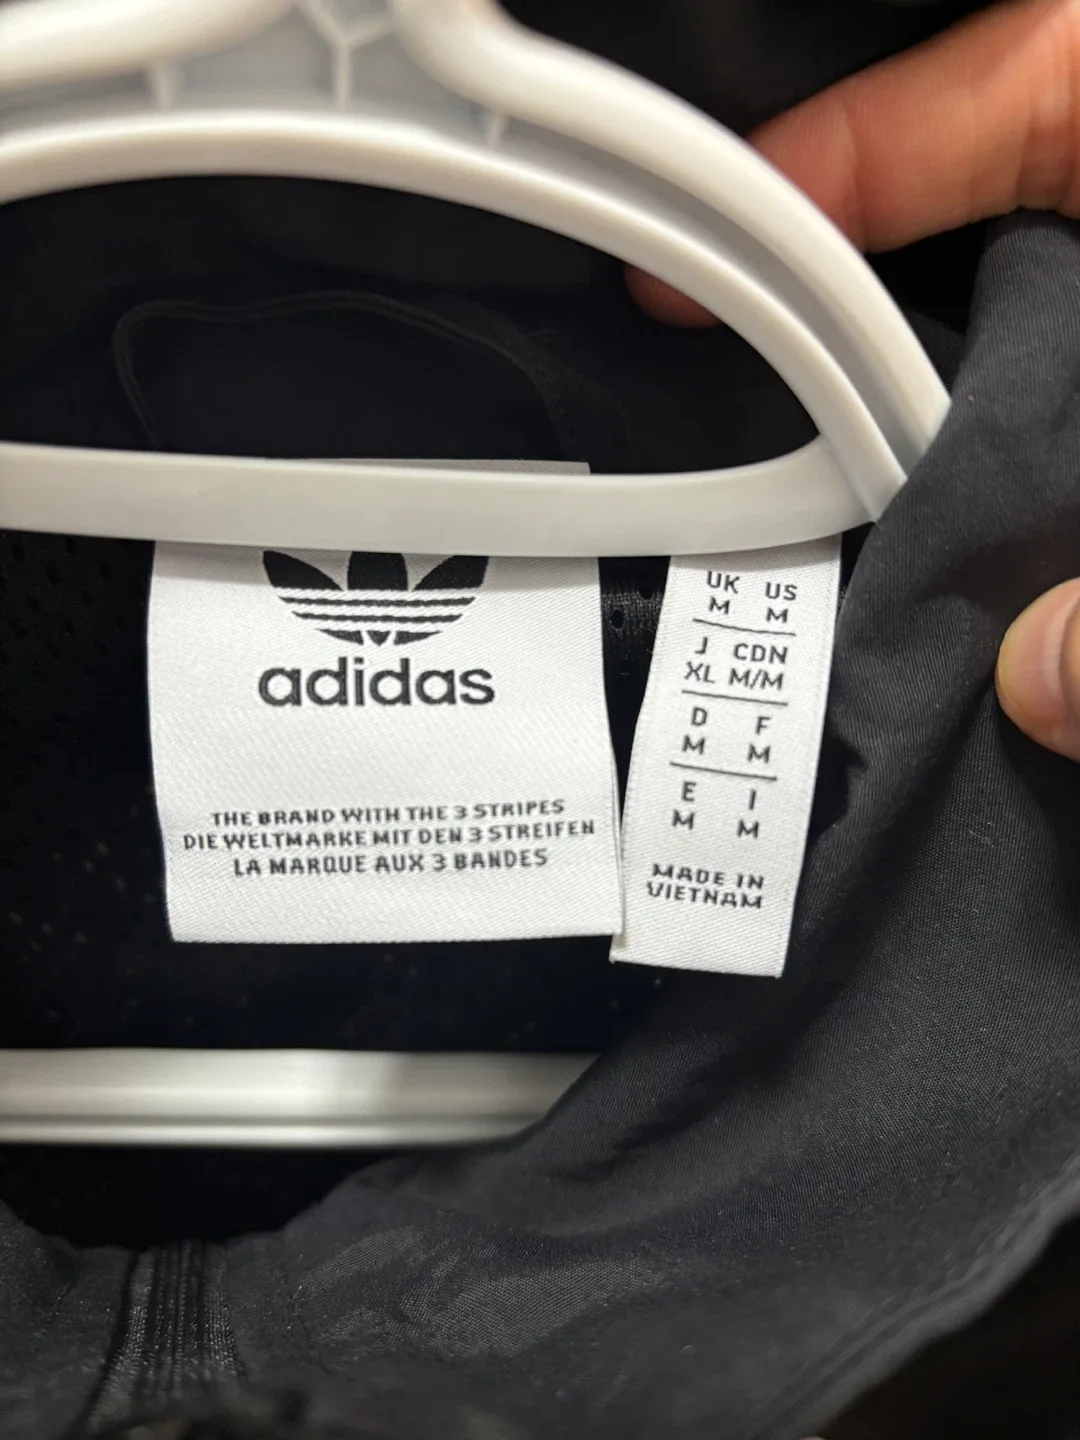 adidas
THE BRAND WITH THE 3 STRIPES
DIE WELTMARKE MIT DEN 3 STREIFEN
LA MARQUE AUX 3 BANDES
UK US
M M
J CDN
XL M/M
D F
M M
E I
M M
MADE IN
VIETNAM